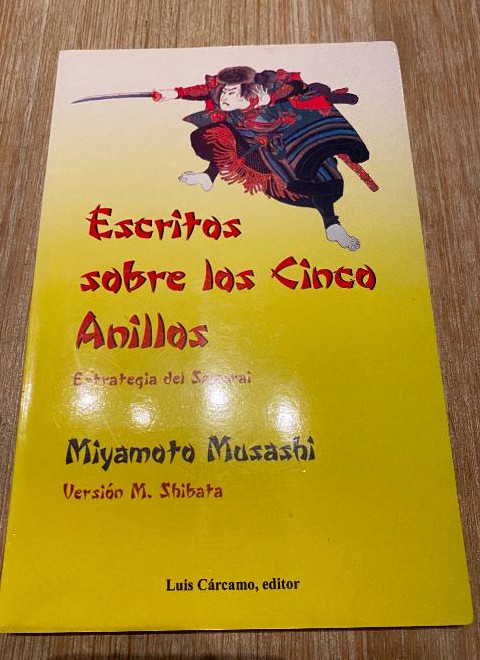 Escritos
sobre los Cinco
Anillos
Estrategia del Samurai
Miyamoto Musashi
Versión M. Shibata
Luis Cárcamo, editor